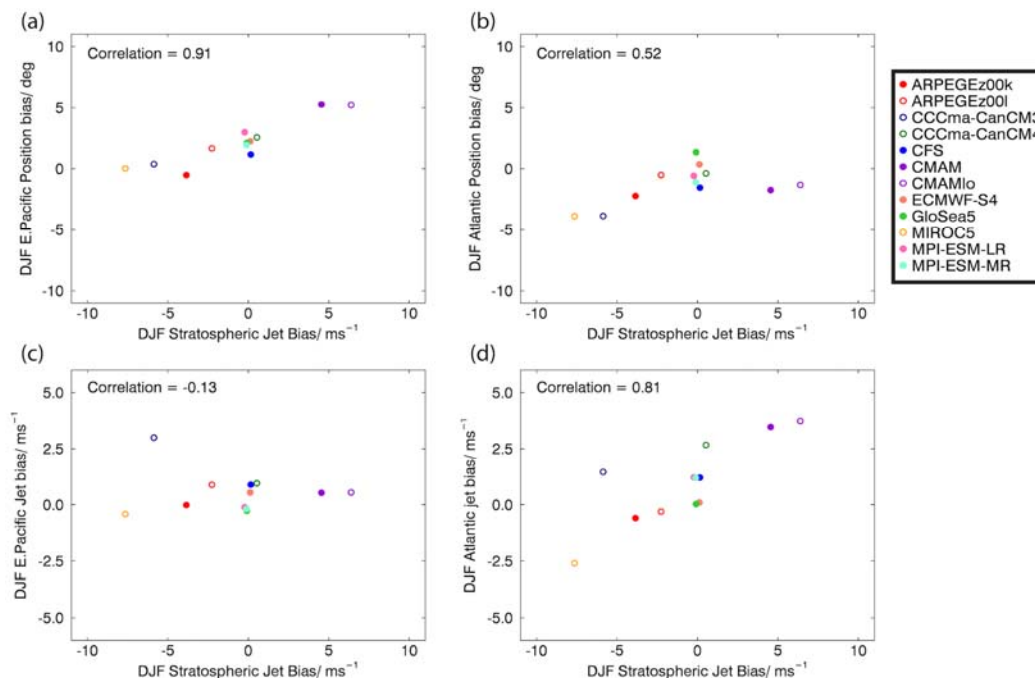 (a)
Correlation = 0.91
DJF E.Pacific Position bias/ deg
10
5
0
-5
-10
-10 -5 0 5 10
DJF Stratospheric Jet Bias/ ms⁻¹
(b)
Correlation = 0.52
DJF Atlantic Position bias/ deg
10
5
0
-5
-10
-10 -5 0 5 10
DJF Stratospheric Jet Bias/ ms⁻¹
ARPEGEz00k
ARPEGEz00l
CCCma-CanCM3
CCCma-CanCM4
CFS
CMAM
CMAMlo
ECMWF-S4
GloSea5
MIROC5
MPI-ESM-LR
MPI-ESM-MR
(c)
Correlation = -0.13
DJF E.Pacific Jet bias/ ms⁻¹
5.0
2.5
0.0
-2.5
-5.0
-10 -5 0 5 10
DJF Stratospheric Jet Bias/ ms⁻¹
(d)
Correlation = 0.81
DJF Atlantic jet bias/ ms⁻¹
5.0
2.5
0.0
-2.5
-5.0
-10 -5 0 5 10
DJF Stratospheric Jet Bias/ ms⁻¹